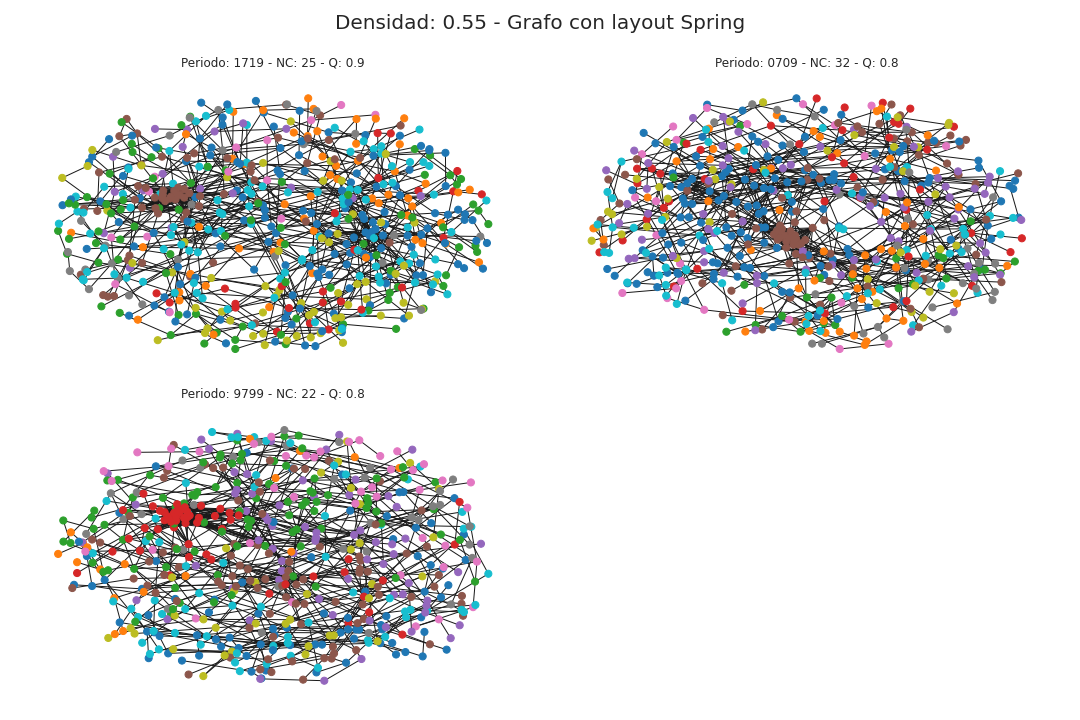 Densidad: 0.55 - Grafo con layout Spring
Periodo: 1719 - NC: 25 - Q: 0.9
Periodo: 0709 - NC: 32 - Q: 0.8
Periodo: 9799 - NC: 22 - Q: 0.8